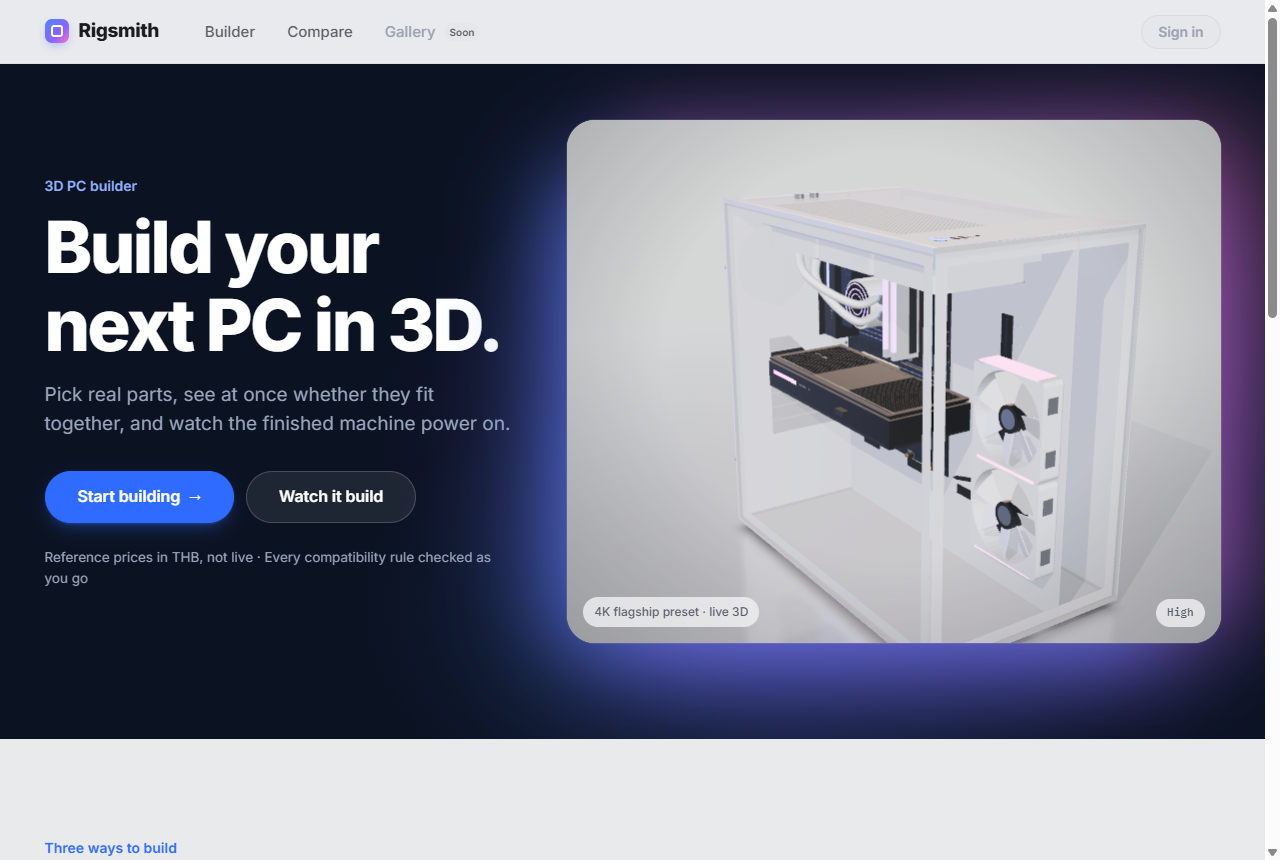 Rigsmith
Builder
Compare
Gallery
Soon
Sign in
3D PC builder
Build your
next PC in 3D.
Pick real parts, see at once whether they fit
together, and watch the finished machine power on.
Start building →
Watch it build
Reference prices in THB, not live · Every compatibility rule checked as
you go
4K flagship preset · live 3D
High
Three ways to build